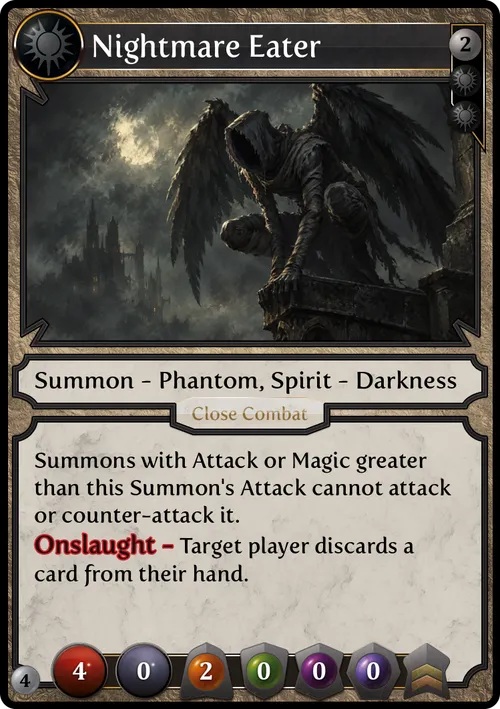 Nightmare Eater
2
Summon - Phantom, Spirit - Darkness
Close Combat
Summons with Attack or Magic greater
than this Summon's Attack cannot attack
or counter-attack it.
Onslaught - Target player discards a
card from their hand.
4 4* 0* 2 0 0 0